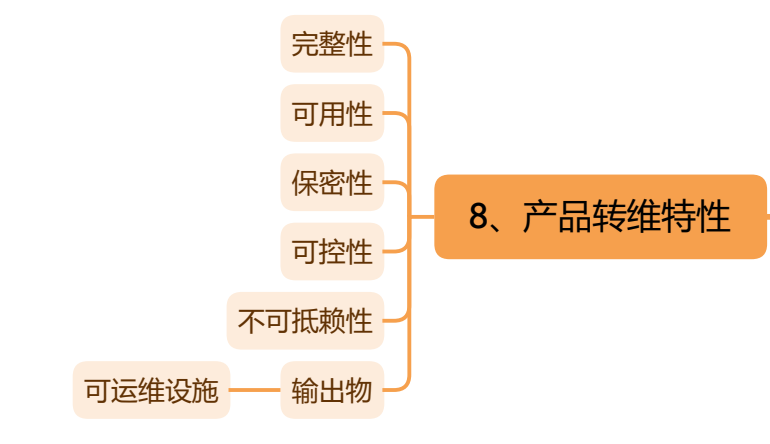 完整性
可用性
保密性
8、产品转维特性
可控性
不可抵赖性
可运维设施
输出物